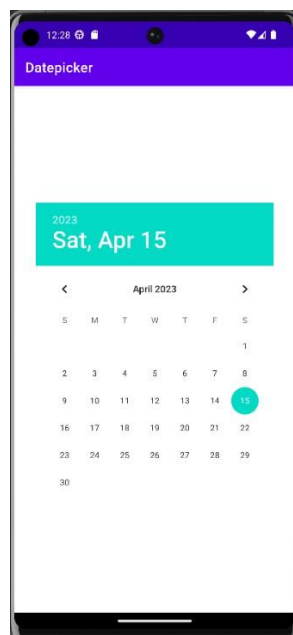 12:28
Datepicker
2023
Sat, Apr 15
April 2023
S M T W T F S
1
2 3 4 5 6 7 8
9 10 11 12 13 14 15
16 17 18 19 20 21 22
23 24 25 26 27 28 29
30